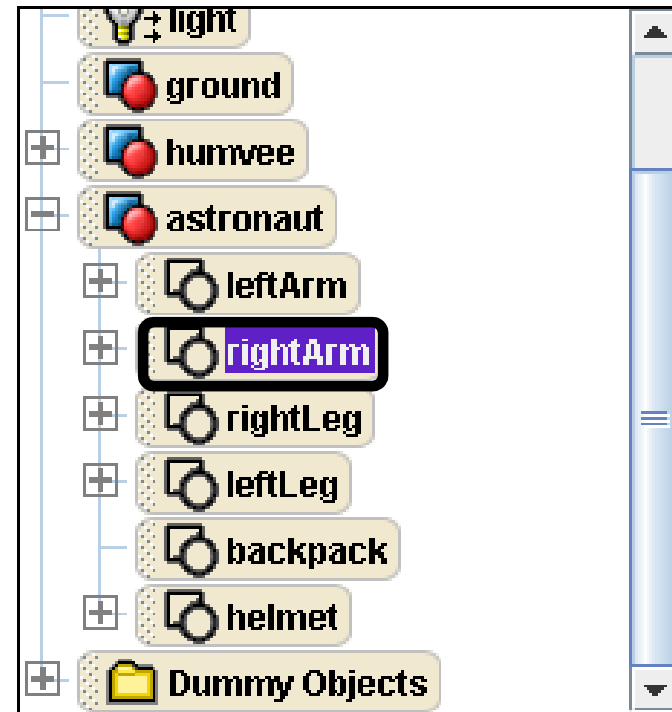 light
ground
humvee
astronaut
leftArm
rightArm
rightLeg
leftLeg
backpack
helmet
Dummy Objects